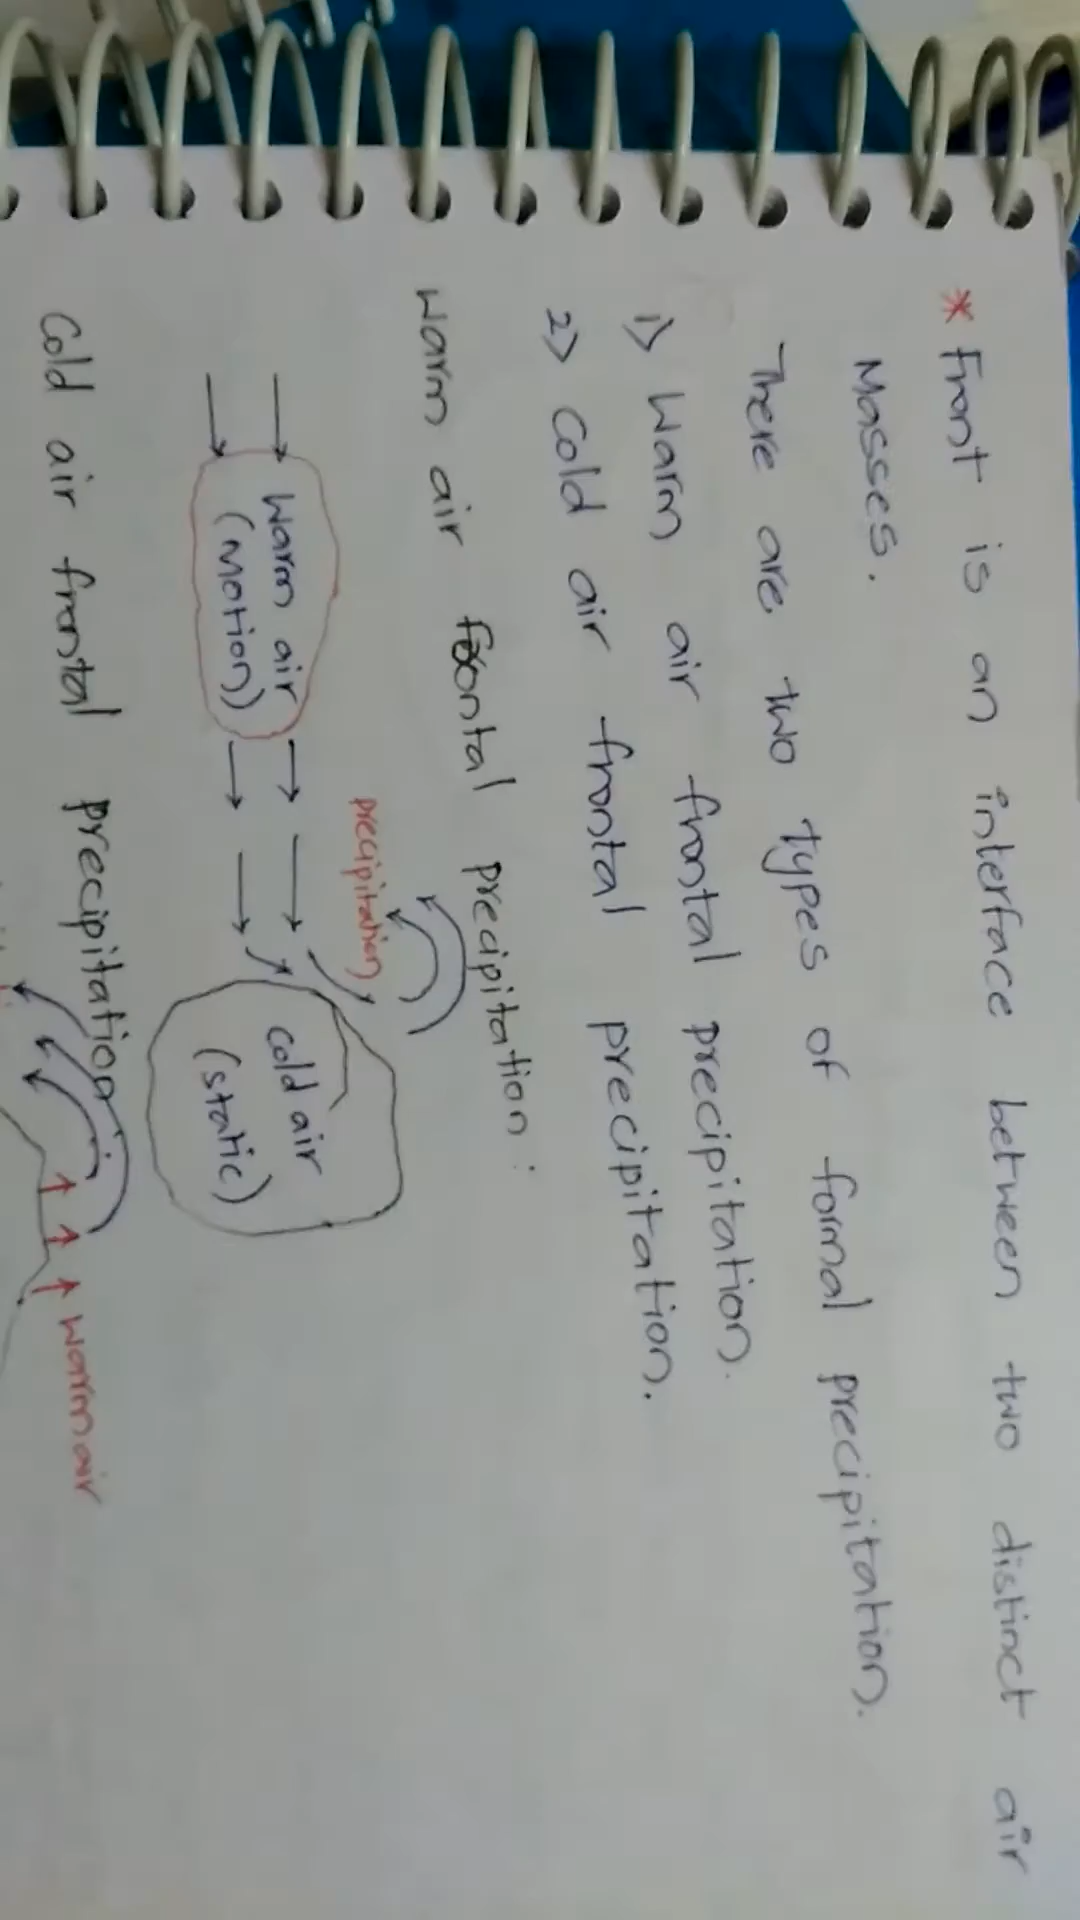 * Front is an interface between two distinct air
Masses.
There are two types of formal precipitation.
1) Warm air frontal precipitation.
2) Cold air frontal precipitation.
Warm air frontal precipitation:
precipitation
Warm air
(Motion)
cold air
(static)
Cold air frontal precipitation
warm air